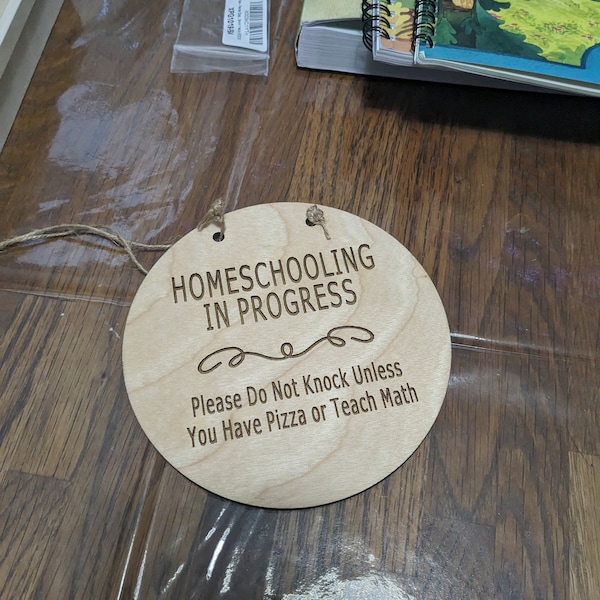 HOMESCHOOLING
IN PROGRESS
Please Do Not Knock Unless
You Have Pizza or Teach Math